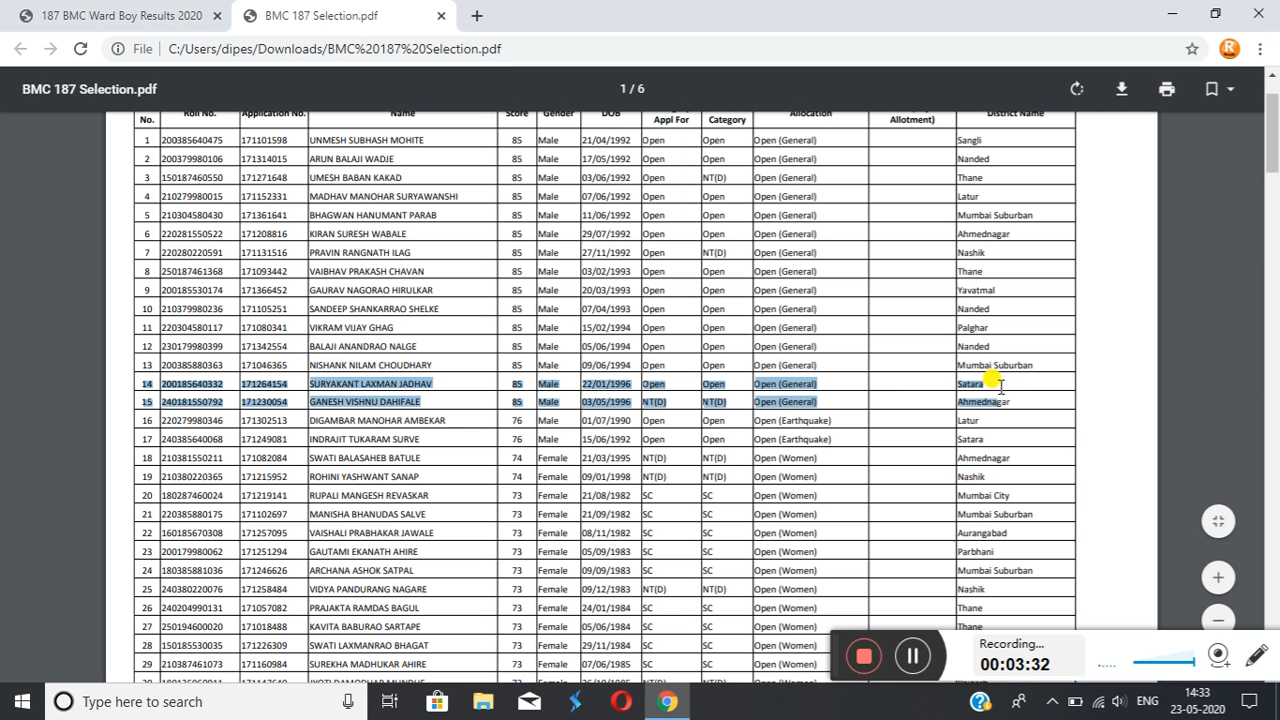 187 BMC Ward Boy Results 2020
BMC 187 Selection.pdf
File C:/Users/dipes/Downloads/BMC%20187%20Selection.pdf
BMC 187 Selection.pdf 1 / 6
No. Roll No. Application No. Name Score Gender DOB Appl For Category Allocation Allotment) District Name
1 200385640475 171101598 UNMESH SUBHASH MOHITE 85 Male 21/04/1992 Open Open Open (General) Sangli
2 200379980106 171314015 ARUN BALAJI WADJE 85 Male 17/05/1992 Open Open Open (General) Nanded
3 150187460550 171271648 UMESH BABAN KAKAD 85 Male 03/06/1992 Open NT(D) Open (General) Thane
4 210279980015 171152331 MADHAV MANOHAR SURYAWANSHI 85 Male 07/06/1992 Open Open Open (General) Latur
5 210304580430 171361641 BHAGWAN HANUMANT PARAB 85 Male 11/06/1992 Open Open Open (General) Mumbai Suburban
6 220281550522 171208816 KIRAN SURESH WABALE 85 Male 29/07/1992 Open Open Open (General) Ahmednagar
7 220280220591 171131516 PRAVIN RANGNATH ILAG 85 Male 27/11/1992 Open NT(D) Open (General) Nashik
8 250187461368 171093442 VAIBHAV PRAKASH CHAVAN 85 Male 03/02/1993 Open Open Open (General) Thane
9 200185530174 171366452 GAURAV NAGORAO HIRULKAR 85 Male 20/03/1993 Open Open Open (General) Yavatmal
10 210379980236 171105251 SANDEEP SHANKARRAO SHELKE 85 Male 07/04/1993 Open Open Open (General) Nanded
11 220304580117 171080341 VIKRAM VIJAY GHAG 85 Male 15/02/1994 Open Open Open (General) Palghar
12 230179980399 171342554 BALAJI ANANDRAO NALGE 85 Male 05/06/1994 Open Open Open (General) Nanded
13 200385880363 171046365 NISHANK NILAM CHOUDHARY 85 Male 09/06/1994 Open Open Open (General) Mumbai Suburban
14 200185640332 171264154 SURYAKANT LAXMAN JADHAV 85 Male 22/01/1996 Open Open Open (General) Satara
15 240181550792 171230054 GANESH VISHNU DAHIFALE 85 Male 03/05/1996 NT(D) NT(D) Open (General) Ahmednagar
16 220279980346 171302513 DIGAMBAR MANOHAR AMBEKAR 76 Male 01/07/1990 Open Open Open (Earthquake) Latur
17 240385640068 171249081 INDRAJIT TUKARAM SURVE 76 Male 15/06/1992 Open Open Open (Earthquake) Satara
18 210381550211 171082084 SWATI BALASAHEB BATULE 74 Female 21/03/1995 NT(D) NT(D) Open (Women) Ahmednagar
19 210380220365 171215952 ROHINI YASHWANT SANAP 74 Female 09/01/1998 NT(D) NT(D) Open (Women) Nashik
20 180287460024 171219141 RUPALI MANGESH REVASKAR 73 Female 21/08/1982 SC SC Open (Women) Mumbai City
21 220385880175 171102697 MANISHA BHANUDAS SALVE 73 Female 21/09/1982 SC SC Open (Women) Mumbai Suburban
22 160185670308 171257095 VAISHALI PRABHAKAR JAWALE 73 Female 08/11/1982 SC SC Open (Women) Aurangabad
23 200179980062 171251294 GAUTAMI EKANATH AHIRE 73 Female 05/09/1983 SC SC Open (Women) Parbhani
24 180385881036 171246626 ARCHANA ASHOK SATPAL 73 Female 09/09/1983 SC SC Open (Women) Mumbai Suburban
25 240380220076 171258484 VIDYA PANDURANG NAGARE 73 Female 09/12/1983 NT(D) NT(D) Open (Women) Nashik
26 240204990131 171057082 PRAJAKTA RAMDAS BAGUL 73 Female 24/01/1984 SC SC Open (Women) Thane
27 250194600020 171018488 KAVITA BABURAO SARTAPE 73 Female 05/06/1984 SC SC Open (Women) Thane
28 150185530035 171226309 SWATI LAXMANRAO BHAGAT 73 Female 29/11/1984 SC SC Open (Women)
29 210387461073 171160984 SUREKHA MADHUKAR AHIRE 73 Female 07/06/1985 SC SC Open (Women)
Recording...
00:03:32
Type here to search
ENG
14:33
23-05-2020